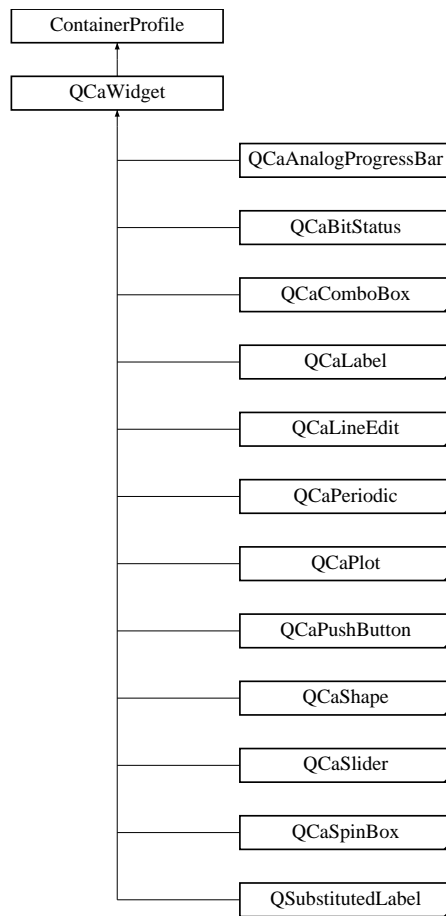 ContainerProfile
QCaWidget
QCaAnalogProgressBar
QCaBitStatus
QCaComboBox
QCaLabel
QCaLineEdit
QCaPeriodic
QCaPlot
QCaPushButton
QCaShape
QCaSlider
QCaSpinBox
QSubstitutedLabel